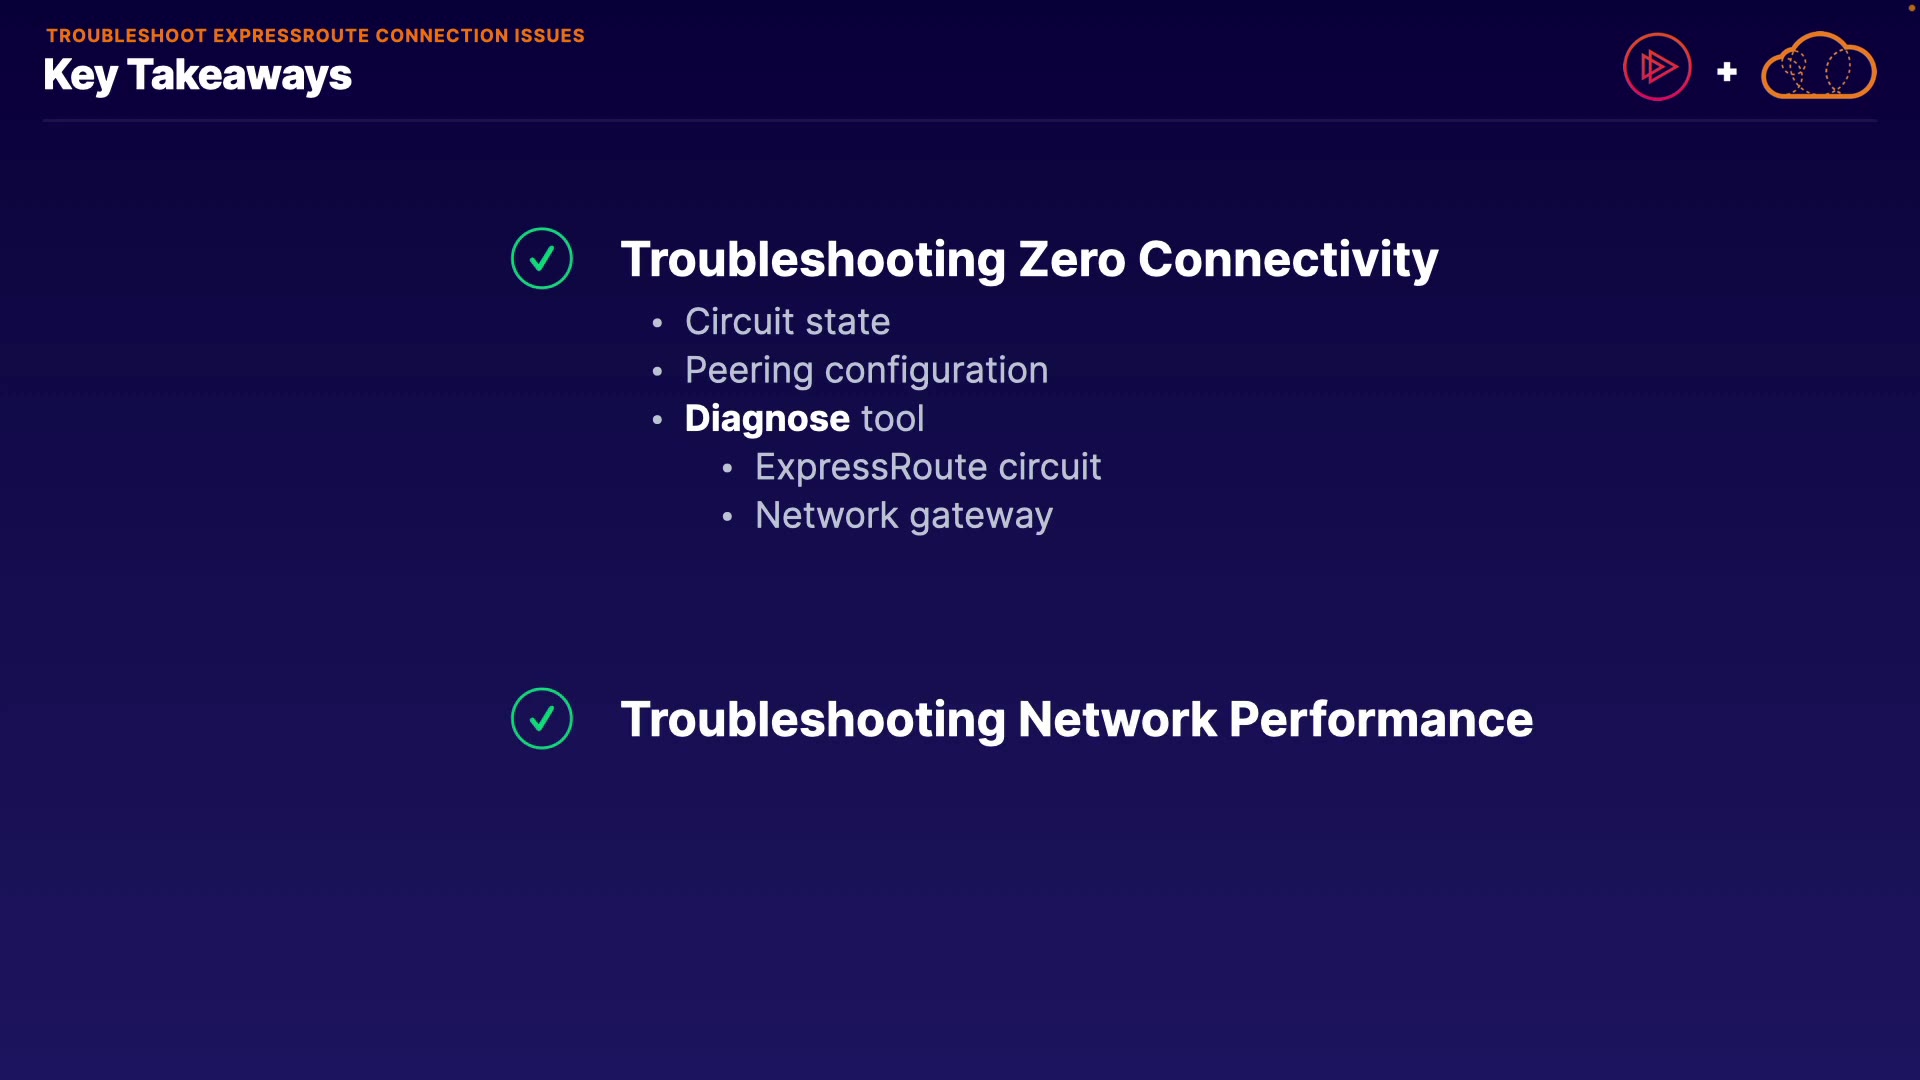 TROUBLESHOOT EXPRESSROUTE CONNECTION ISSUES
Key Takeaways
+
Troubleshooting Zero Connectivity
• Circuit state
• Peering configuration
• Diagnose tool
• ExpressRoute circuit
• Network gateway
Troubleshooting Network Performance